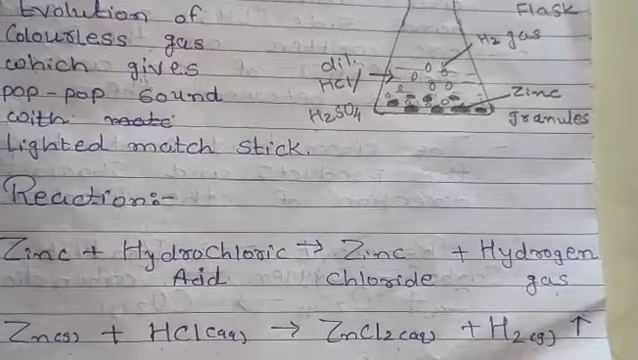 Evolution of
Colourless gas
which gives
pop-pop sound
with
Lighted match stick.
Flask
H2 gas
dil.
HCl/
H2SO4
Zinc
granules
Reaction:-
Zinc + Hydrochloric → Zinc + Hydrogen
Acid chloride gas
Zn(s) + HCl(aq) → ZnCl2(aq) + H2(g) ↑